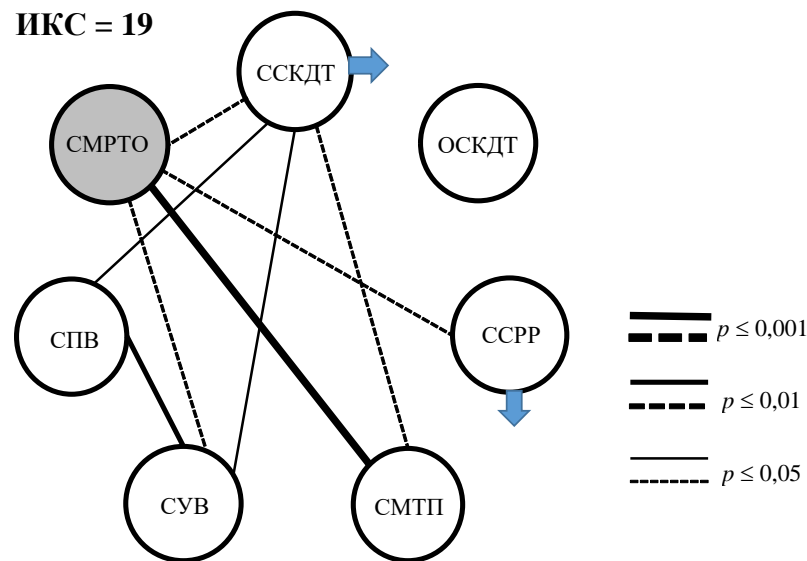 ИКС = 19
ССКДТ
СМРТО
ОСКДТ
СПВ
ССРР
СУВ
СМТП
p ≤ 0,001
p ≤ 0,01
p ≤ 0,05